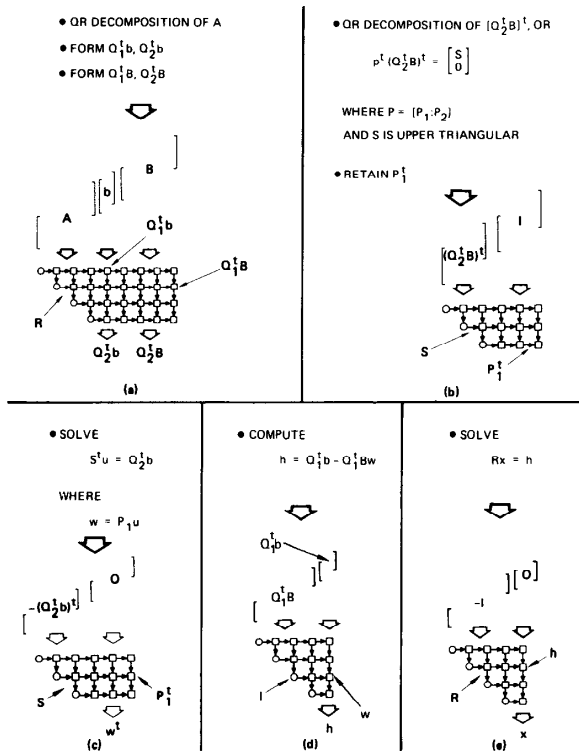 • QR DECOMPOSITION OF A
• FORM Q₁ᵗb, Q₂ᵗb
• FORM Q₁ᵗB, Q₂ᵗB
B
b
A
Q₁ᵗb
Q₁ᵗB
R
Q₂ᵗb Q₂ᵗB
(a)
• QR DECOMPOSITION OF [Q₂ᵗB]ᵗ, OR
Pᵗ (Q₂ᵗB)ᵗ = [S
0]
WHERE P = [P₁:P₂]
AND S IS UPPER TRIANGULAR
• RETAIN P₁ᵗ
I
(Q₂ᵗB)ᵗ
S
P₁ᵗ
(b)
• SOLVE
Sᵗu = Q₂ᵗb
WHERE
w = P₁u
O
-(Q₂ᵗb)ᵗ
S
P₁ᵗ
wᵗ
(c)
• COMPUTE
h = Q₁ᵗb - Q₁ᵗBw
Q₁ᵗb
Q₁ᵗB
I
w
h
(d)
• SOLVE
Rx = h
O
-I
h
R
x
(e)